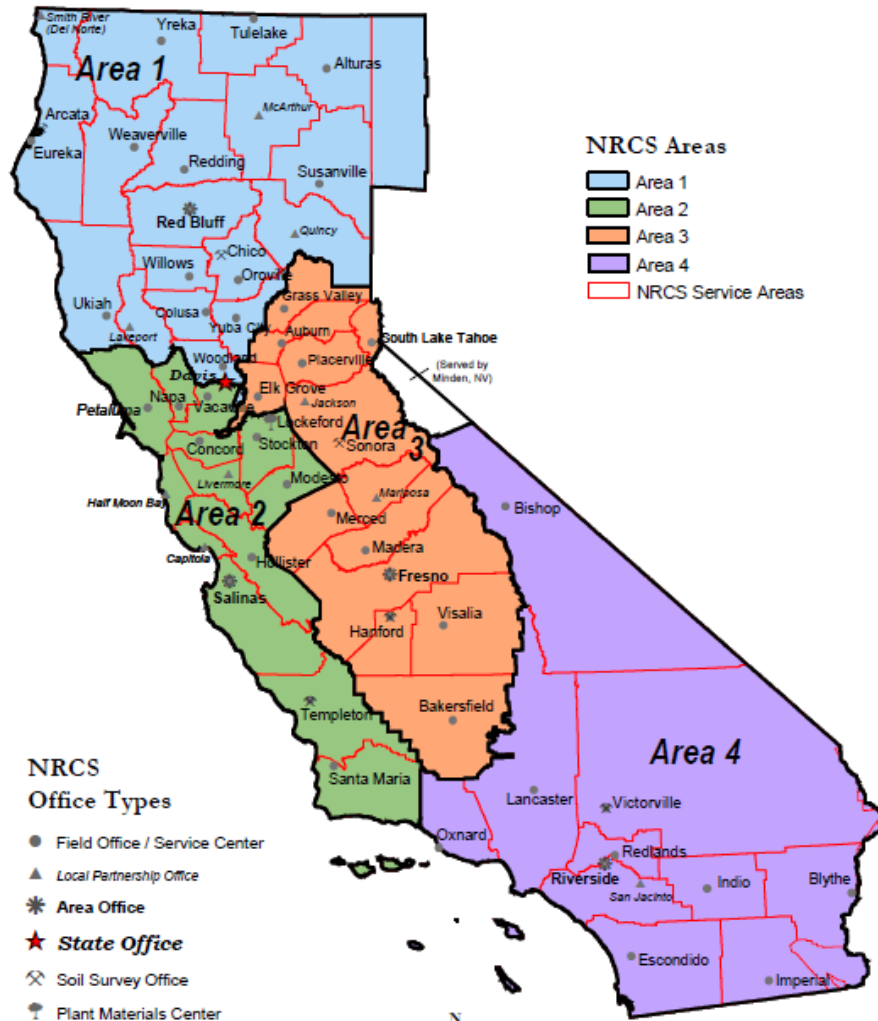 Smith River
(Del Norte)
Yreka
Tulelake
Area 1
Alturas
McArthur
Arcata
Weaverville
Eureka
Redding
Susanville
Red Bluff
Quincy
Chico
Willows
Oroville
Grass Valley
Ukiah
Colusa
Yuba City
Lakeport
Auburn
South Lake Tahoe
Woodland
Placerville
(Served by
Minden, NV)
Davis
Elk Grove
Napa
Vacaville
Jackson
Petaluma
Lockeford
Area 3
Concord
Stockton
Sonora
Livermore
Modesto
Mariposa
Half Moon Bay
Area 2
Merced
Bishop
Capitola
Hollister
Madera
Salinas
Fresno
Hanford
Visalia
Templeton
Bakersfield
Area 4
Santa Maria
Lancaster
Victorville
Oxnard
Redlands
Riverside
San Jacinto
Indio
Blythe
Escondido
Imperial
NRCS Areas
Area 1
Area 2
Area 3
Area 4
NRCS Service Areas
NRCS
Office Types
Field Office / Service Center
Local Partnership Office
Area Office
State Office
Soil Survey Office
Plant Materials Center
N